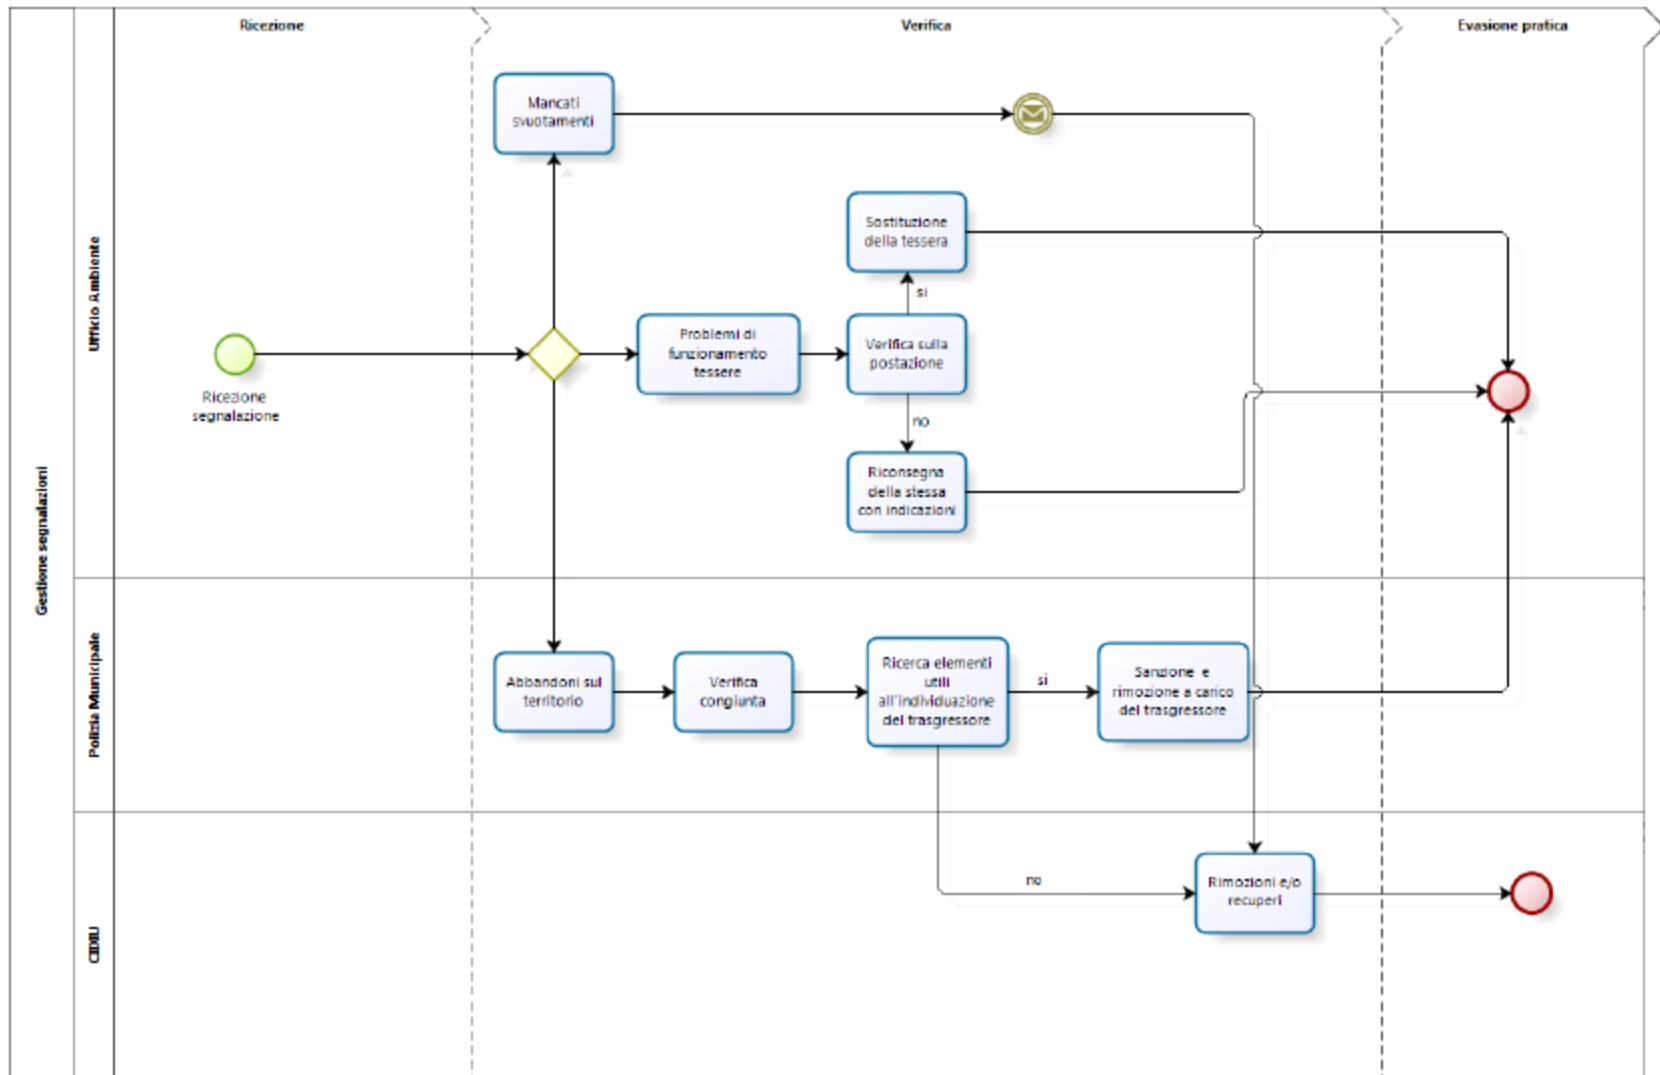 Ricezione
Verifica
Evasione pratica
Gestione segnalazioni
Ufficio Ambiente
Mancati
svuotamenti
Sostituzione
della tessera
si
Ricezione
segnalazione
Problemi di
funzionamento
tessere
Verifica sulla
postazione
no
Riconsegna
della stessa
con indicazioni
Polizia Municipale
Abbandoni sul
territorio
Verifica
congiunta
Ricerca elementi
utili
all'individuazione
del trasgressore
si
Sanzione e
rimozione a carico
del trasgressore
CIDIU
no
Rimozioni e/o
recuperi